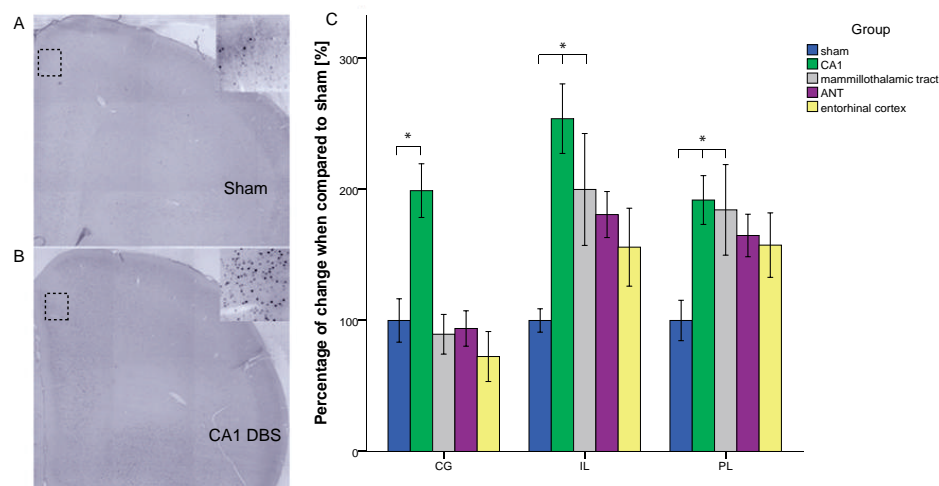 A
Sham
B
CA1 DBS
C
Percentage of change when compared to sham [%]
300
200
100
0
*
*
*
CG
IL
PL
Group
sham
CA1
mammillothalamic tract
ANT
entorhinal cortex